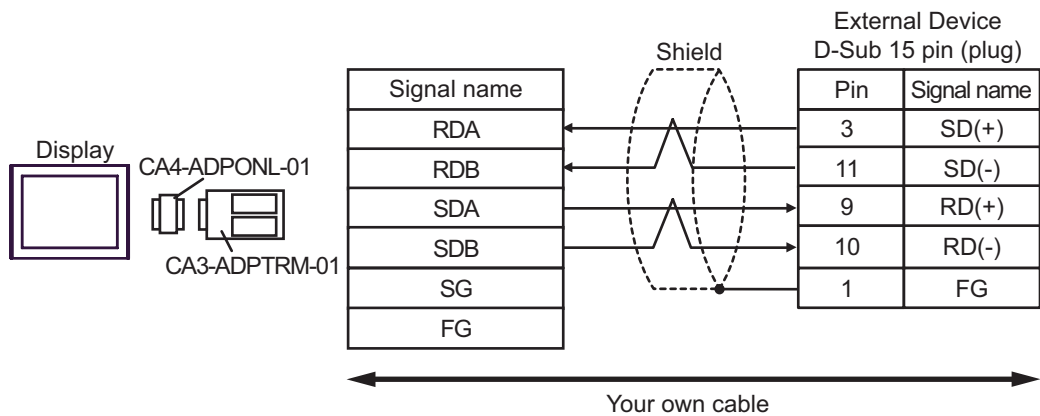 External Device
D-Sub 15 pin (plug)
Shield
Signal name
Pin Signal name
RDA 3 SD(+)
Display
CA4-ADPONL-01
RDB 11 SD(-)
SDA 9 RD(+)
SDB 10 RD(-)
CA3-ADPTRM-01
SG 1 FG
FG
Your own cable